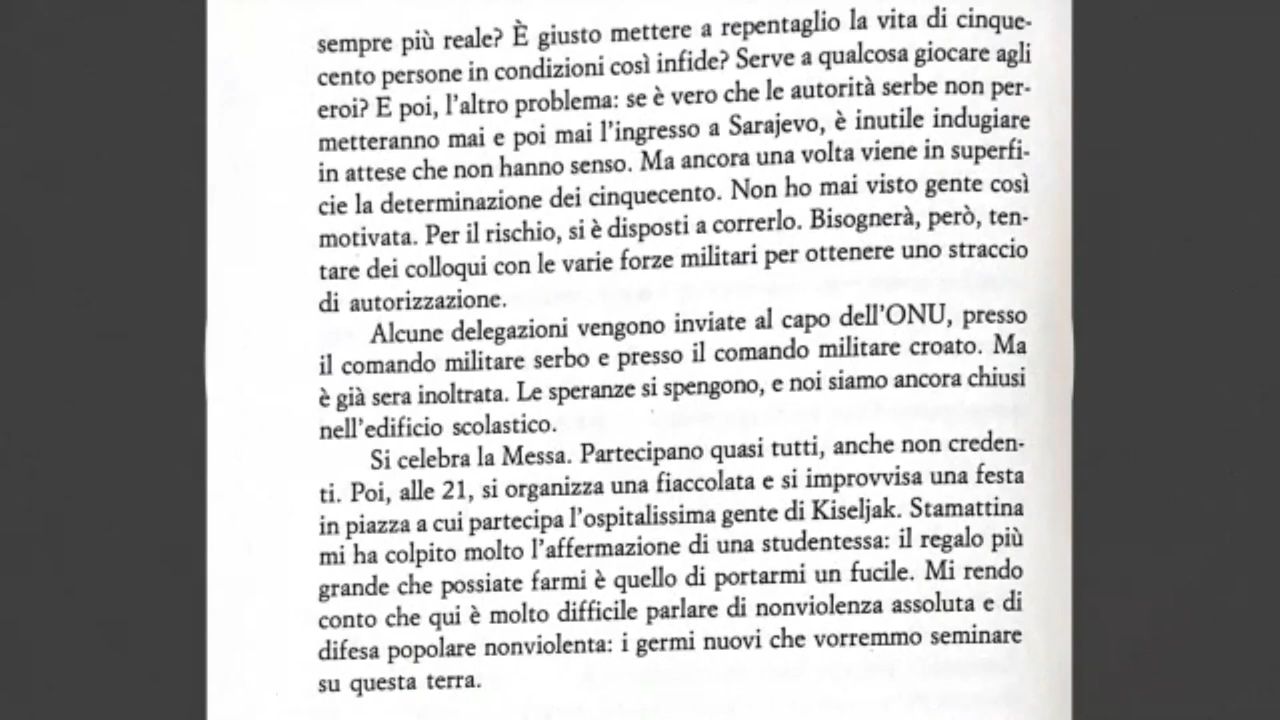 sempre più reale? È giusto mettere a repentaglio la vita di cinque-
cento persone in condizioni così infide? Serve a qualcosa giocare agli
eroi? E poi, l'altro problema: se è vero che le autorità serbe non per-
metteranno mai e poi mai l'ingresso a Sarajevo, è inutile indugiare
in attese che non hanno senso. Ma ancora una volta viene in superfi-
cie la determinazione dei cinquecento. Non ho mai visto gente così
motivata. Per il rischio, si è disposti a correrlo. Bisognerà, però, ten-
tare dei colloqui con le varie forze militari per ottenere uno straccio
di autorizzazione.
Alcune delegazioni vengono inviate al capo dell'ONU, presso
il comando militare serbo e presso il comando militare croato. Ma
è già sera inoltrata. Le speranze si spengono, e noi siamo ancora chiusi
nell'edificio scolastico.
Si celebra la Messa. Partecipano quasi tutti, anche non creden-
ti. Poi, alle 21, si organizza una fiaccolata e si improvvisa una festa
in piazza a cui partecipa l'ospitalissima gente di Kiseljak. Stamattina
mi ha colpito molto l'affermazione di una studentessa: il regalo più
grande che possiate farmi è quello di portarmi un fucile. Mi rendo
conto che qui è molto difficile parlare di nonviolenza assoluta e di
difesa popolare nonviolenta: i germi nuovi che vorremmo seminare
su questa terra.